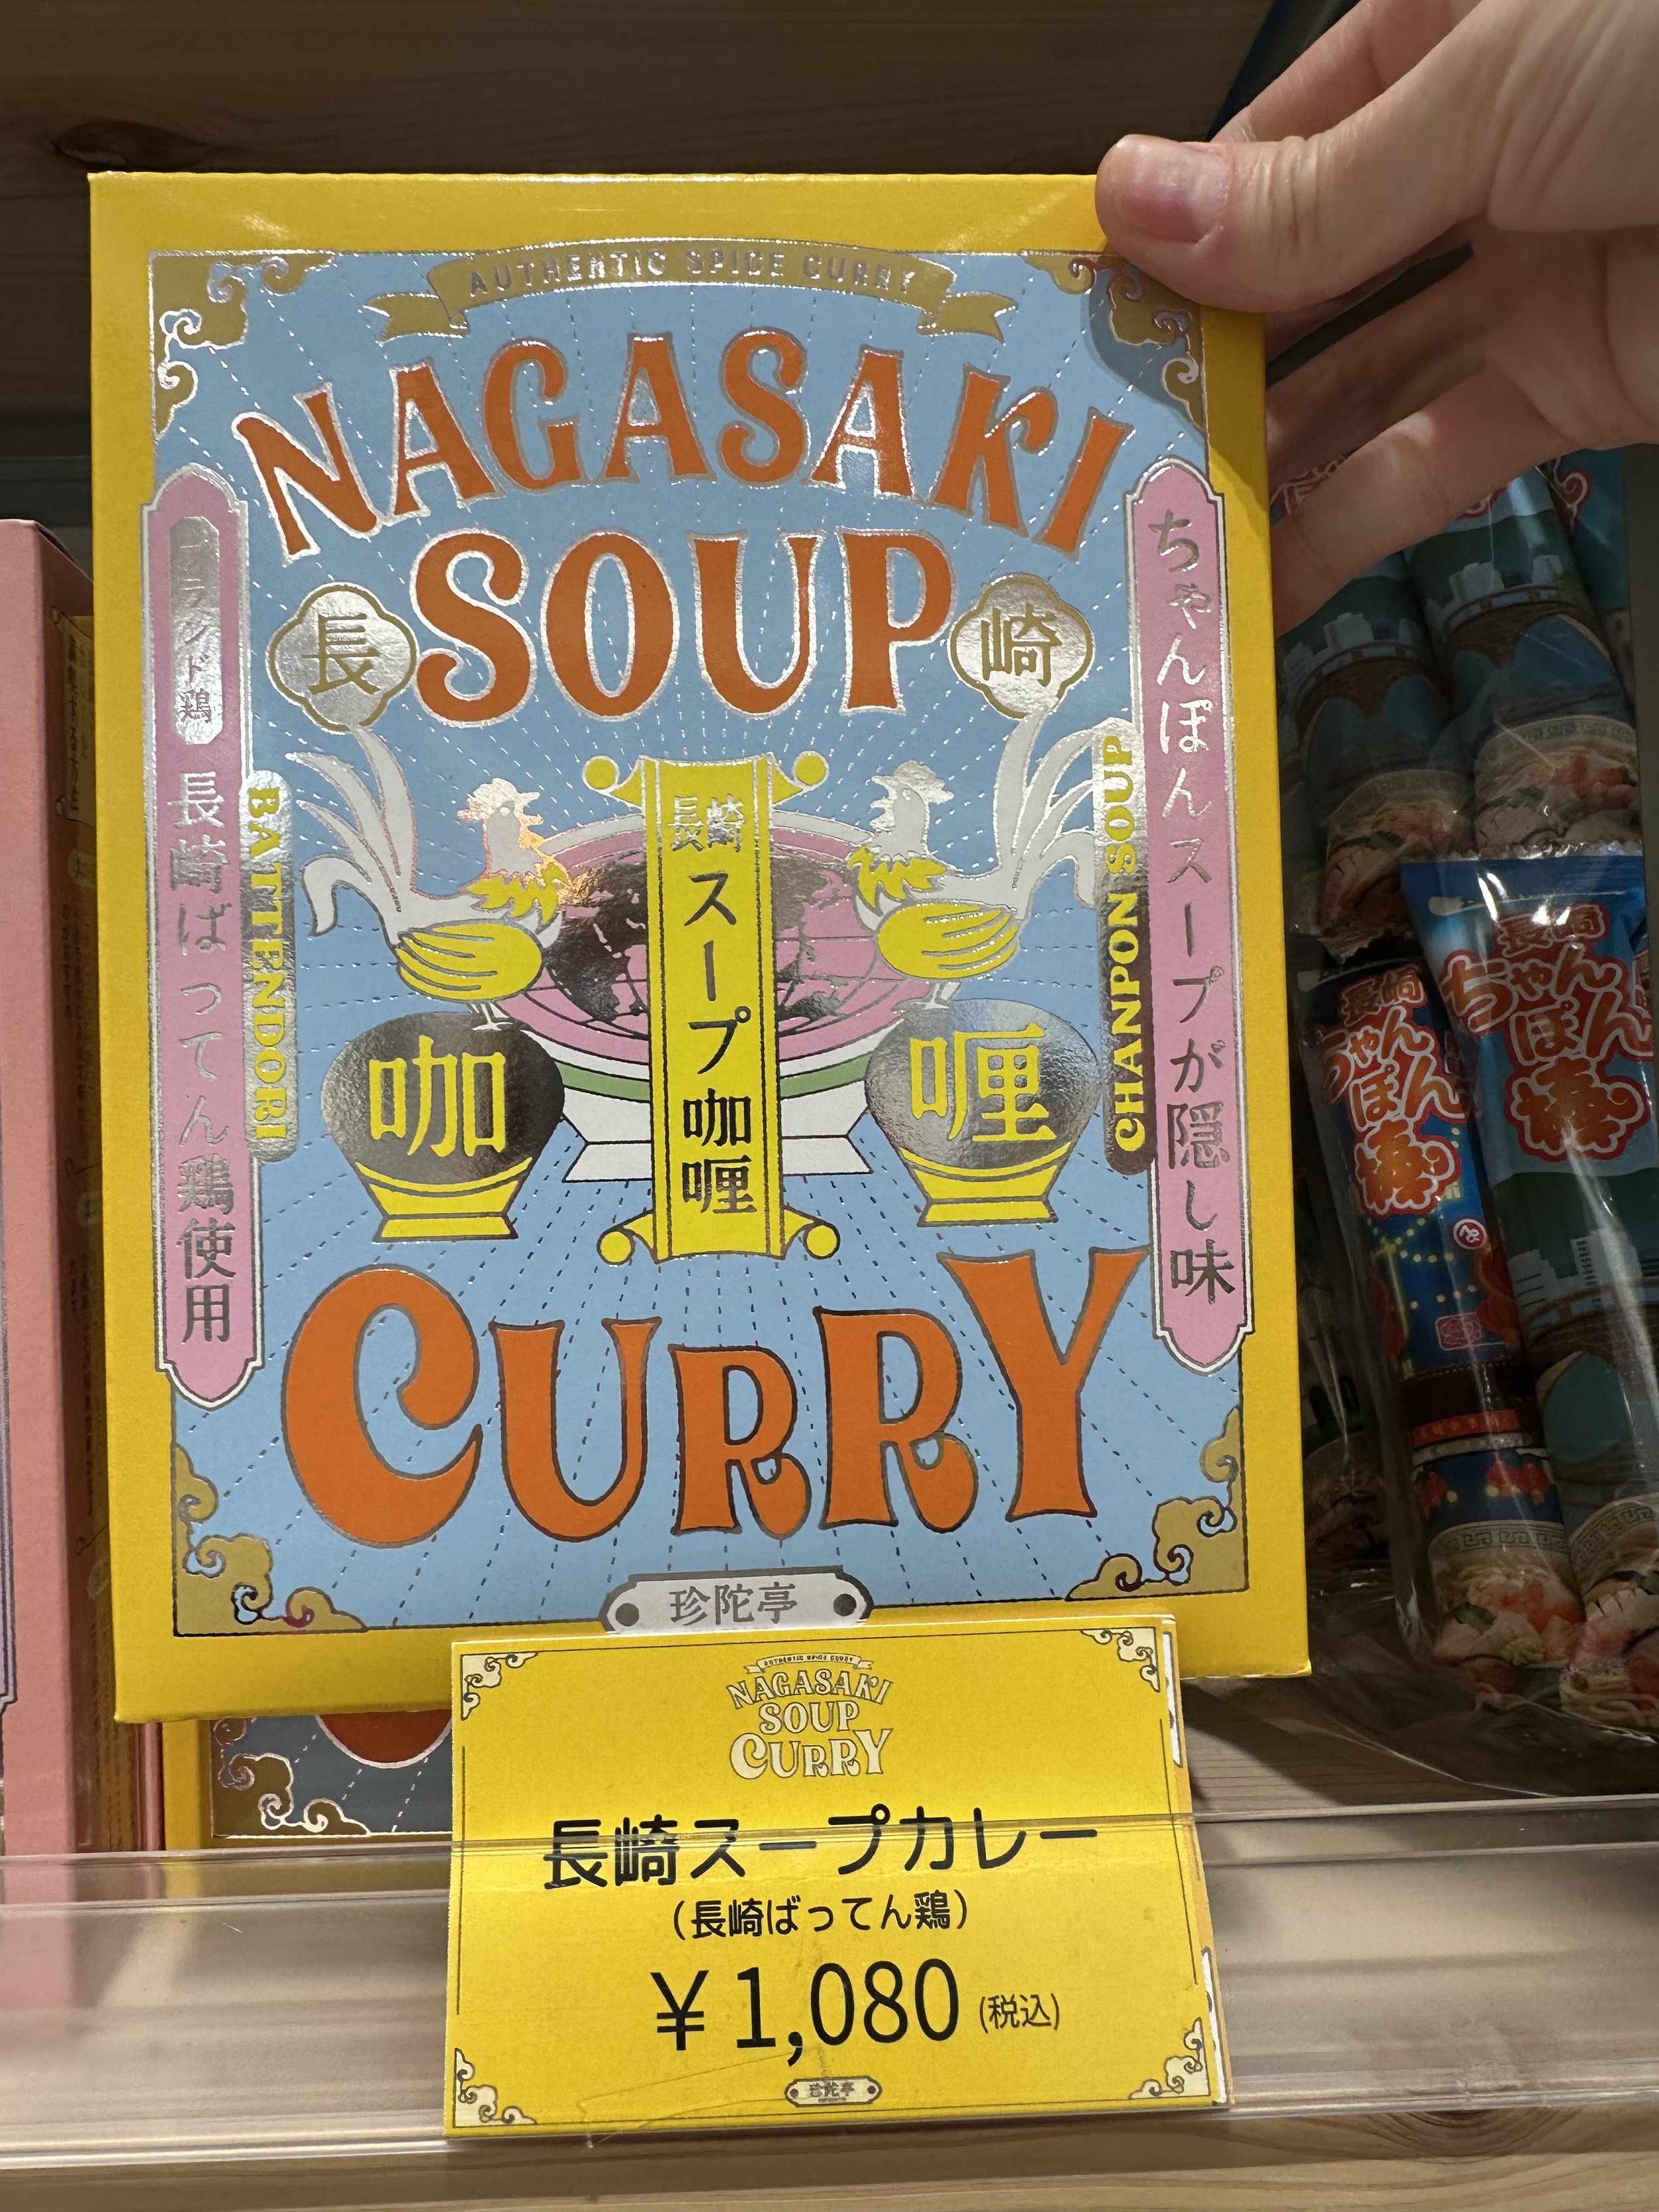 AUTHENTIC SPICE CURRY
NAGASAKI
SOUP
長
崎
ブランド鶏
長崎ばってん鶏使用
BATTENDORI
長崎スープ咖喱
CHANPON SOUP
ちゃんぽんスープが隠し味
咖
喱
CURRY
珍陀亭
AUTHENTIC SPICE CURRY
NAGASAKI
SOUP
CURRY
長崎スープカレー
(長崎ばってん鶏)
¥1,080 (税込)
珍陀亭
長崎
ちゃん
ぽん
棒
長崎
ちゃん
ぽん
棒